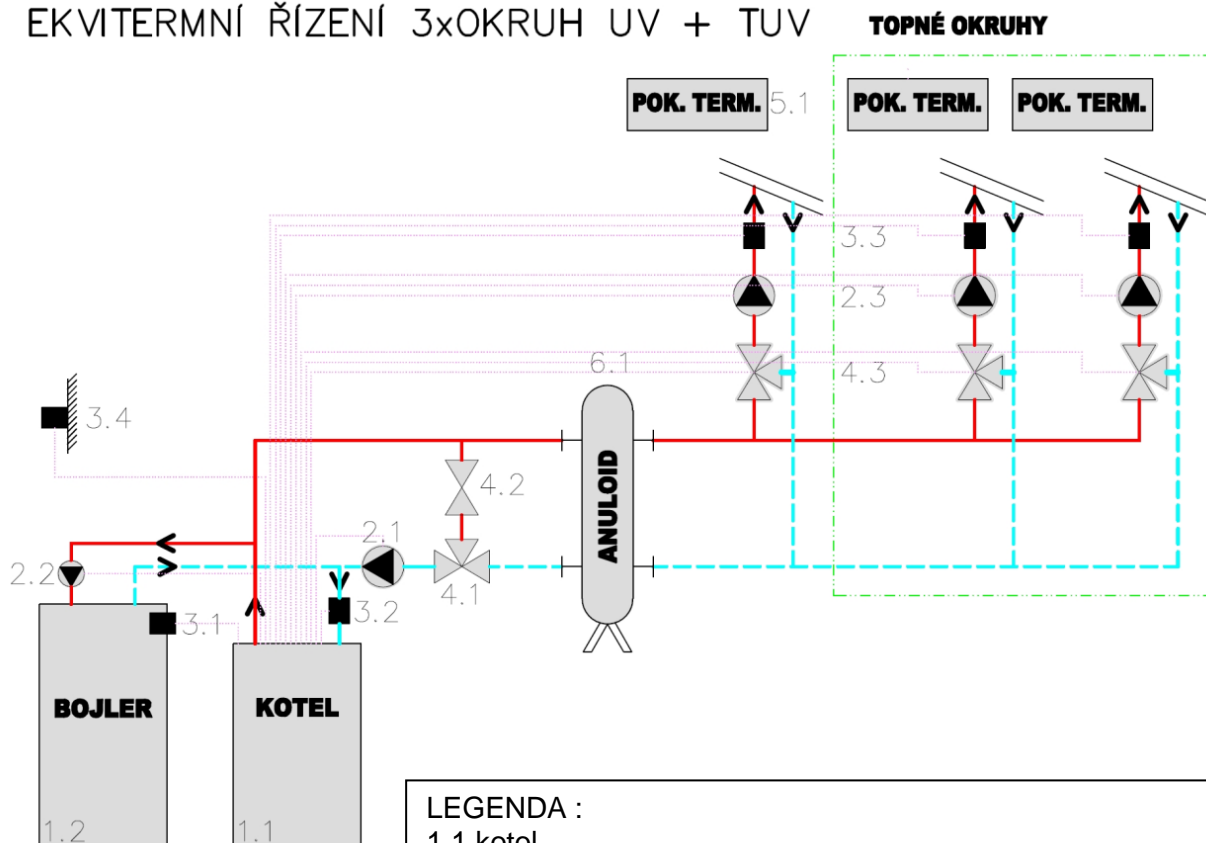 EKVITERMNÍ ŘÍZENÍ 3xOKRUH UV + TUV
TOPNÉ OKRUHY
POK. TERM. 5.1
POK. TERM.
POK. TERM.
3.3
2.3
6.1
4.3
3.4
4.2
ANULOID
2.1
2.2
4.1
3.1
3.2
BOJLER
KOTEL
1.2
1.1
LEGENDA :
1.1 kotel